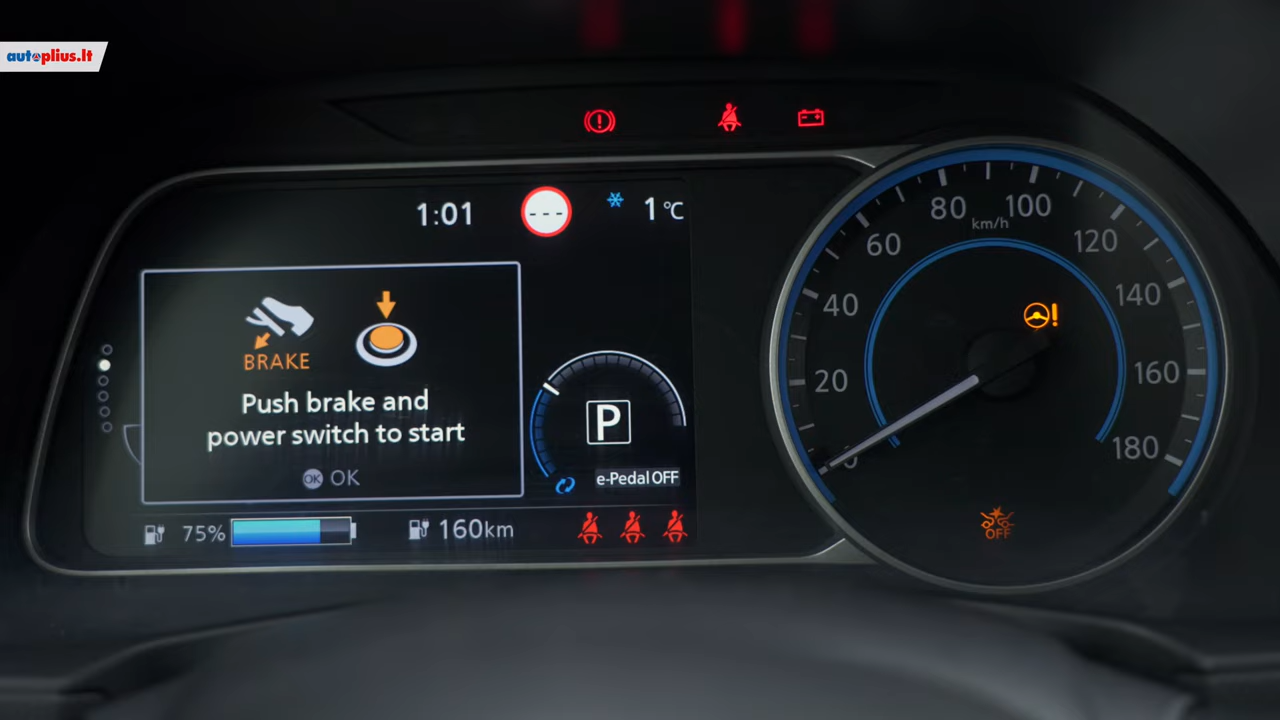 autoplius.lt
1:01
---
1°C
BRAKE
Push brake and
power switch to start
OK OK
P
e-Pedal OFF
75%
160km
0
20
40
60
80
100
120
140
160
180
km/h
!
OFF